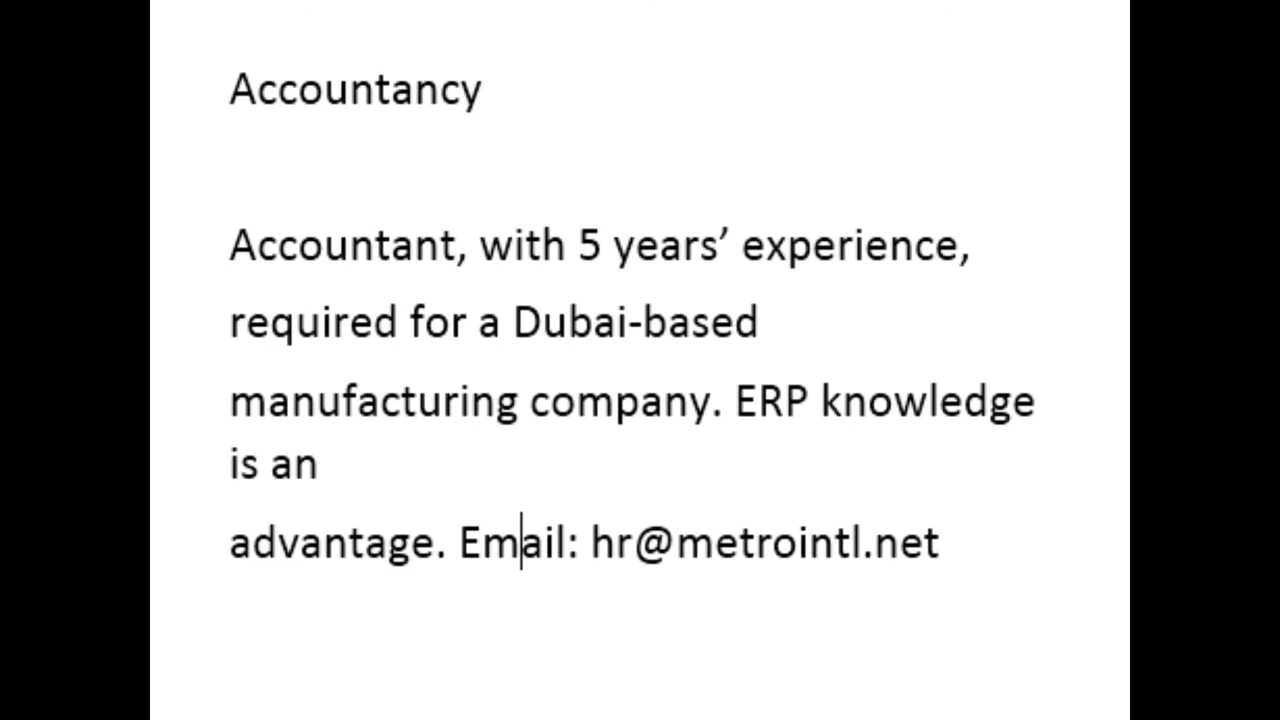 Accountancy
Accountant, with 5 years’ experience,
required for a Dubai-based
manufacturing company. ERP knowledge
is an
advantage. Email: hr@metrointl.net